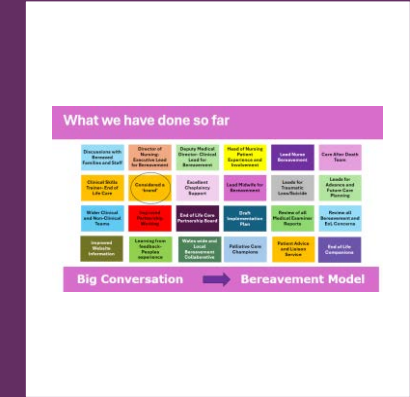 What we have done so far
Discussions with
Bereaved
Families and Staff
Director of
Nursing-
Executive Lead
for Bereavement
Deputy Medical
Director- Clinical
Lead for
Bereavement
Head of Nursing
Patient
Experience and
Involvement
Lead Nurse
Bereavement
Care After Death
Team
Clinical Skills
Trainer- End of
Life Care
Considered a
'brand'
Excellent
Chaplaincy
Support
Lead Midwife for
Bereavement
Leads for
Traumatic
Loss/Suicide
Leads for
Advance and
Future Care
Planning
Wider Clinical
and Non-Clinical
Teams
Improved
Partnership
Working
End of Life Care
Partnership Board
Draft
Implementation
Plan
Review of all
Medical Examiner
Reports
Review all
Bereavement and
EoL Concerns
Improved
Website
Information
Learning from
feedback-
Peoples
experience
Wales wide and
Local
Bereavement
Collaborative
Palliative Care
Champions
Patient Advice
and Liaison
Service
End of Life
Companions
Big Conversation
Bereavement Model